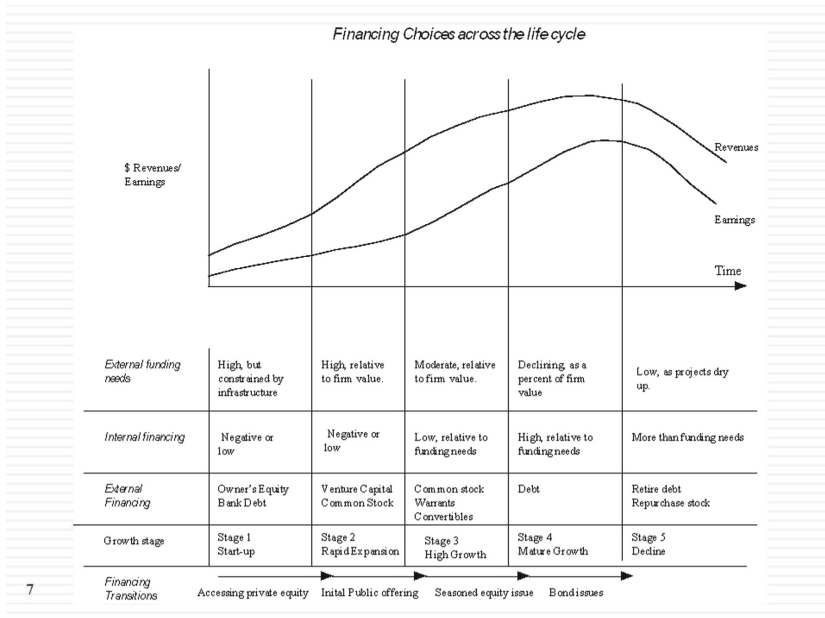 Financing Choices across the life cycle
$ Revenues/
Earnings
Revenues
Earnings
Time
External funding
needs
High, but
constrained by
infrastructure
High, relative
to firm value.
Moderate, relative
to firm value.
Declining, as a
percent of firm
value
Low, as projects dry
up.
Internal financing
Negative or
low
Negative or
low
Low, relative to
funding needs
High, relative to
funding needs
More than funding needs
External
Financing
Owner's Equity
Bank Debt
Venture Capital
Common Stock
Common stock
Warrants
Convertibles
Debt
Retire debt
Repurchase stock
Growth stage
Stage 1
Start-up
Stage 2
Rapid Expansion
Stage 3
High Growth
Stage 4
Mature Growth
Stage 5
Decline
Financing
Transitions
Accessing private equity
Inital Public offering
Seasoned equity issue
Bond issues
7